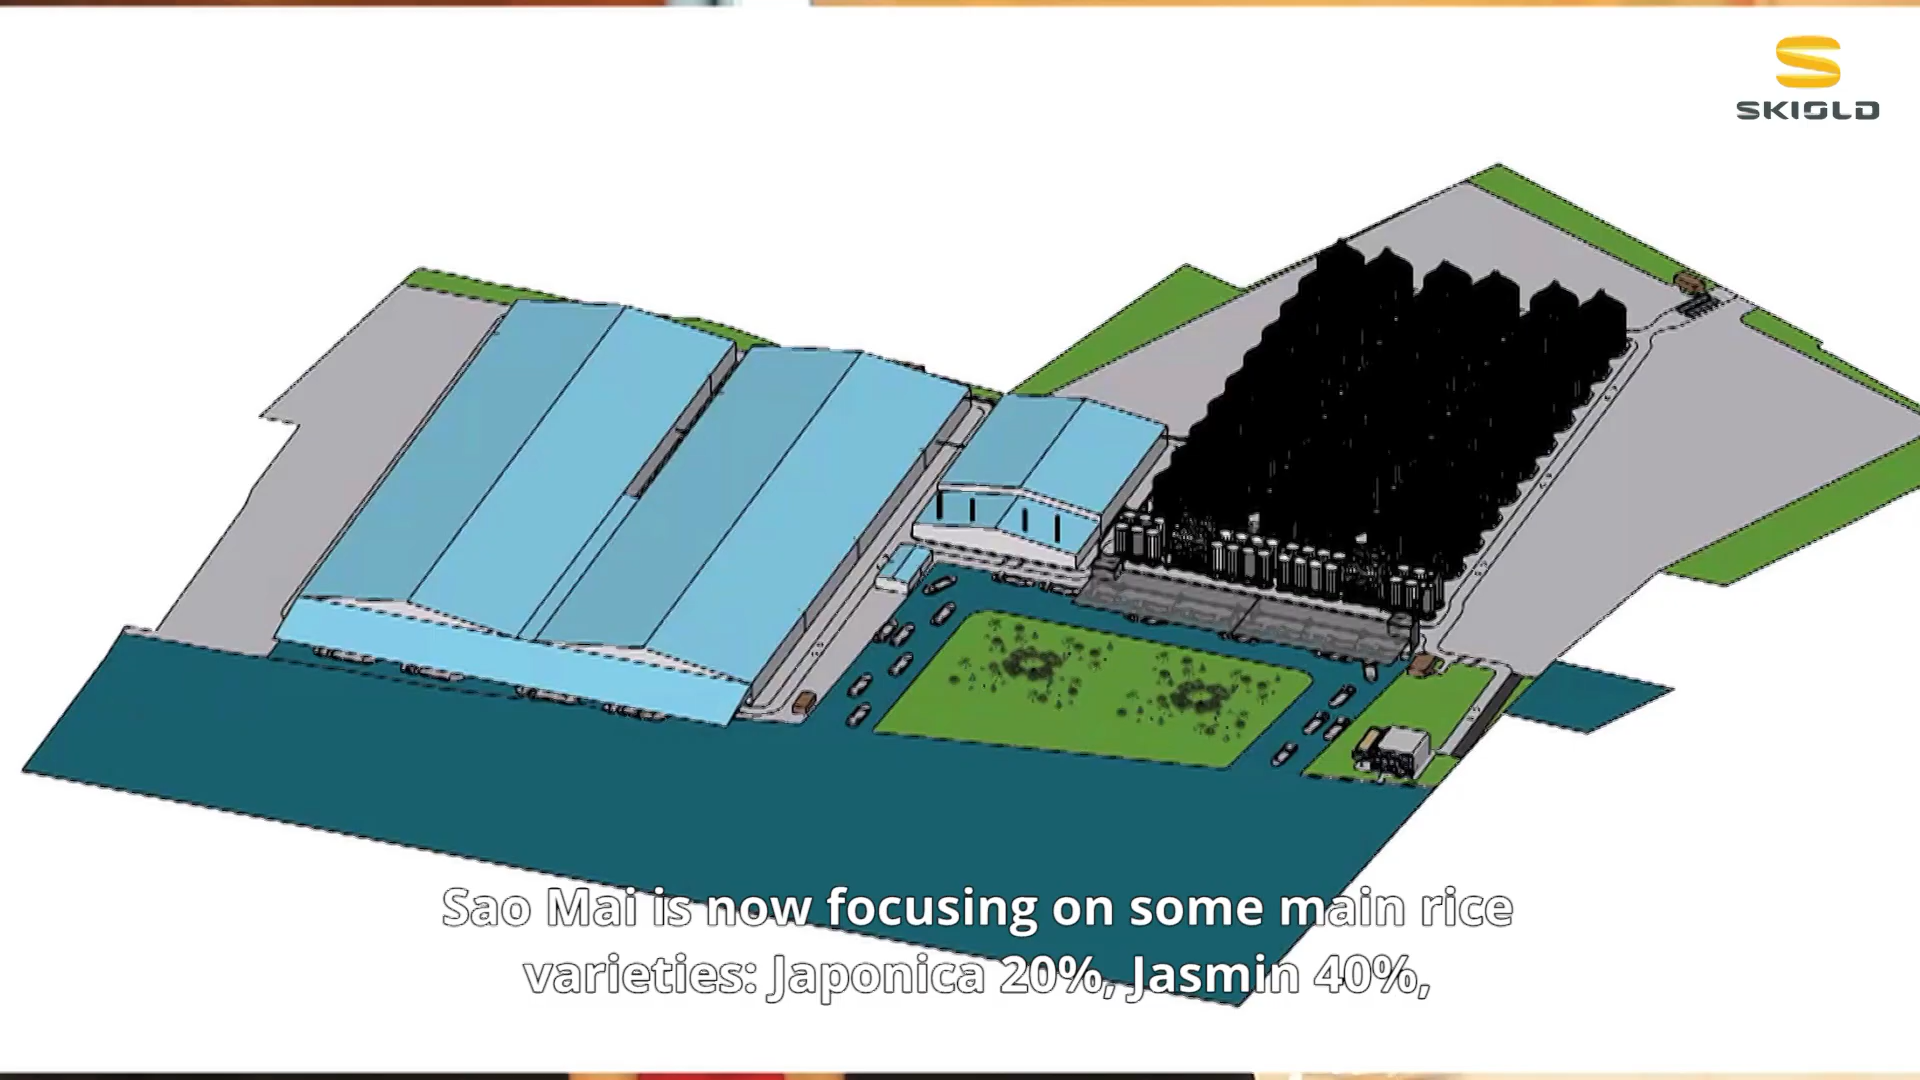 SKIOLD
Sao Mai is now focusing on some main rice
varieties: Japonica 20%, Jasmin 40%,